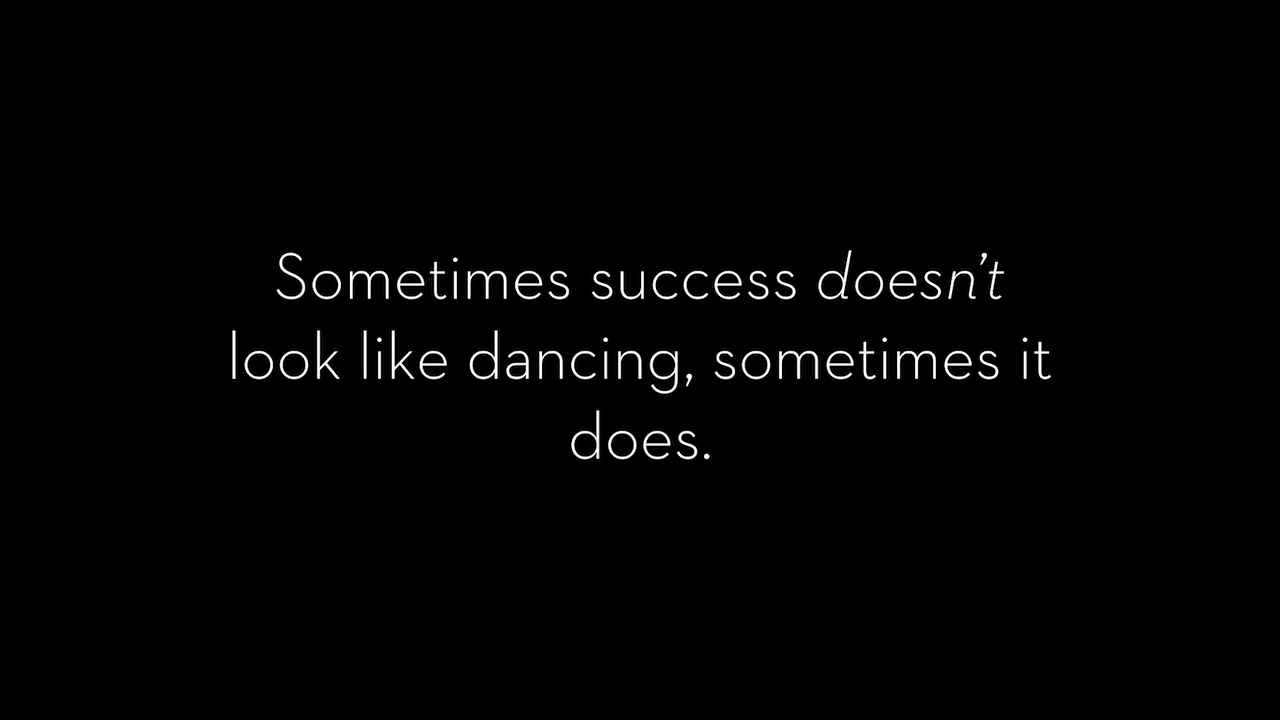 Sometimes success doesn’t
look like dancing, sometimes it
does.